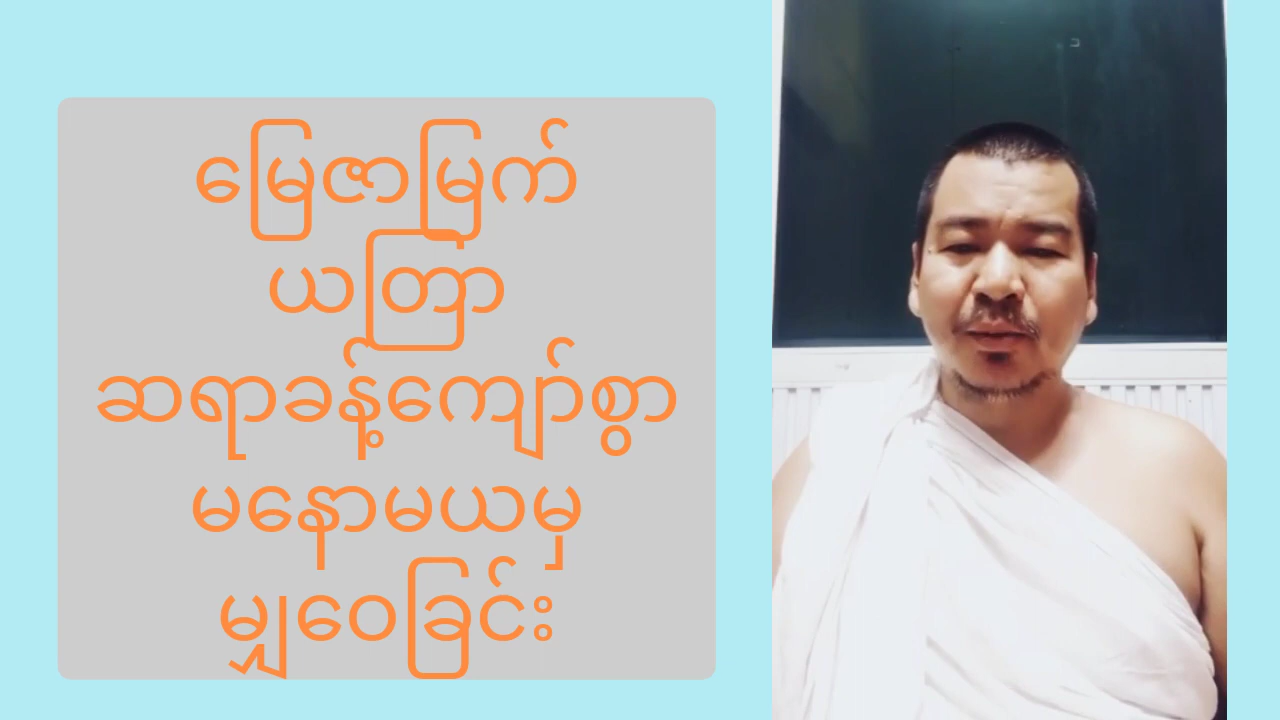 မြေဇာမြက်
ယတြာ
ဆရာခန့်ကျော်စွာ
မနောမယမှ
မျှဝေခြင်း